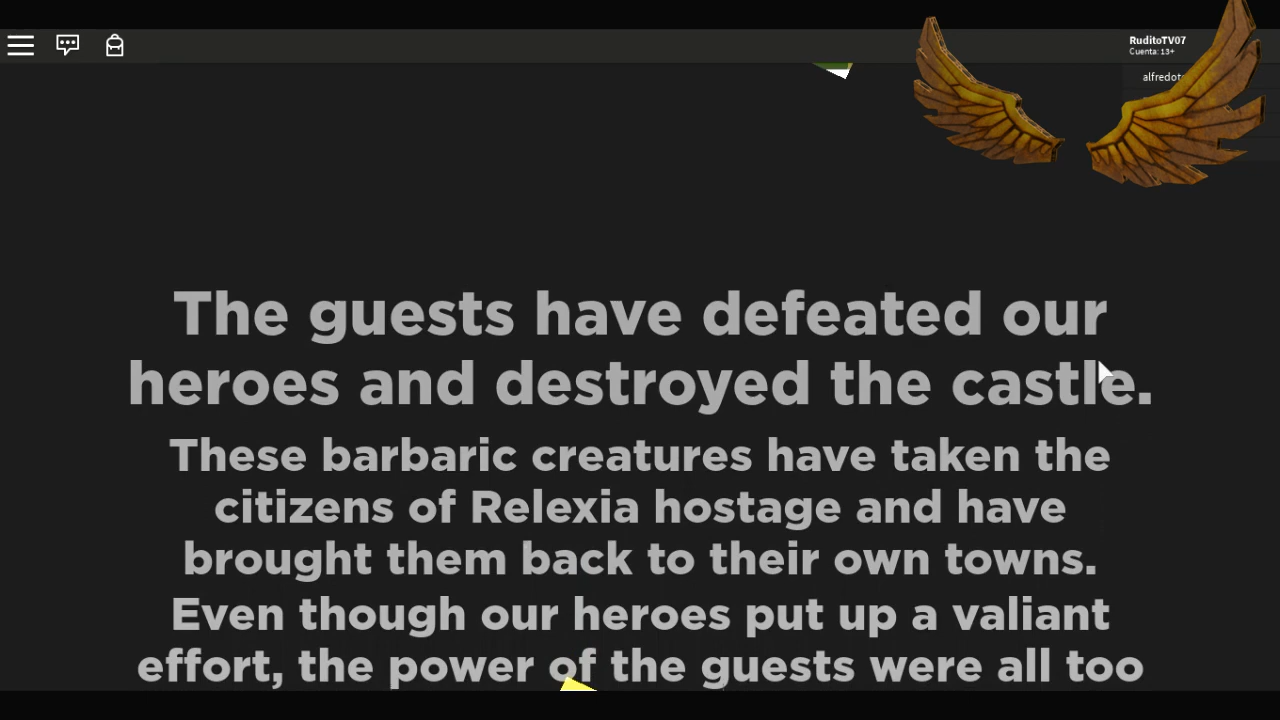 RuditoTV07
Cuenta: 13+
The guests have defeated our
heroes and destroyed the castle.
These barbaric creatures have taken the
citizens of Relexia hostage and have
brought them back to their own towns.
Even though our heroes put up a valiant
effort, the power of the guests were all too